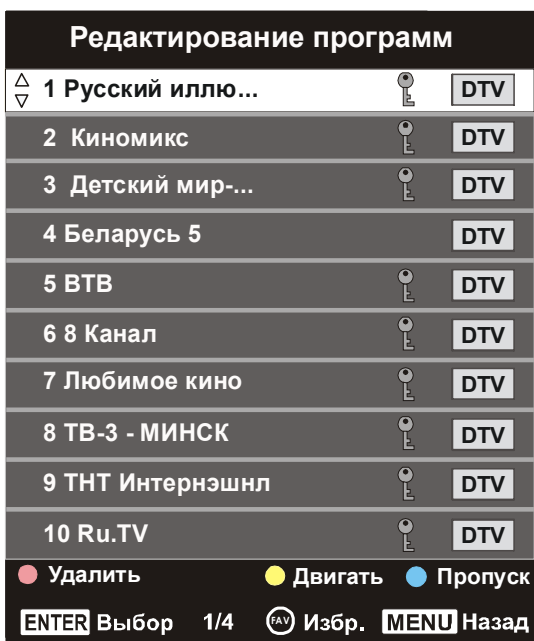 Редактирование программ
1 Русский иллю... DTV
2 Киномикс DTV
3 Детский мир-... DTV
4 Беларусь 5 DTV
5 ВТВ DTV
6 8 Канал DTV
7 Любимое кино DTV
8 ТВ-3 - МИНСК DTV
9 ТНТ Интернэшнл DTV
10 Ru.TV DTV
Удалить Двигать Пропуск
ENTER Выбор 1/4 FAV Избр. MENU Назад